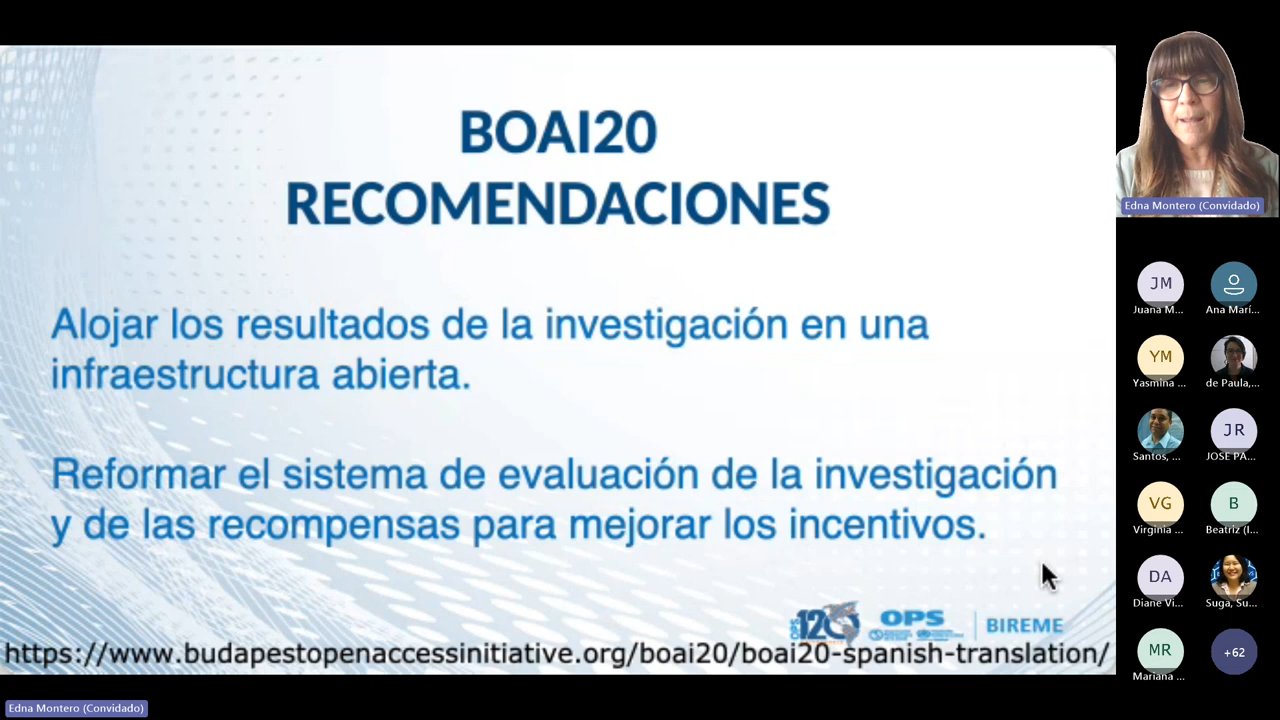 BOAI20
RECOMENDACIONES
Alojar los resultados de la investigación en una
infraestructura abierta.
Reformar el sistema de evaluación de la investigación
y de las recompensas para mejorar los incentivos.
OPS 120
OPS
BIREME
https://www.budapestopenaccessinitiative.org/boai20/boai20-spanish-translation/
Edna Montero (Convidado)
Edna Montero (Convidado)
JM
Juana M...
Ana Marí...
YM
Yasmina ...
de Paula,...
Santos, ...
JR
JOSE PA...
VG
Virginia ...
B
Beatriz (I...
DA
Diane Vi...
Suga, Su...
MR
Mariana ...
+62